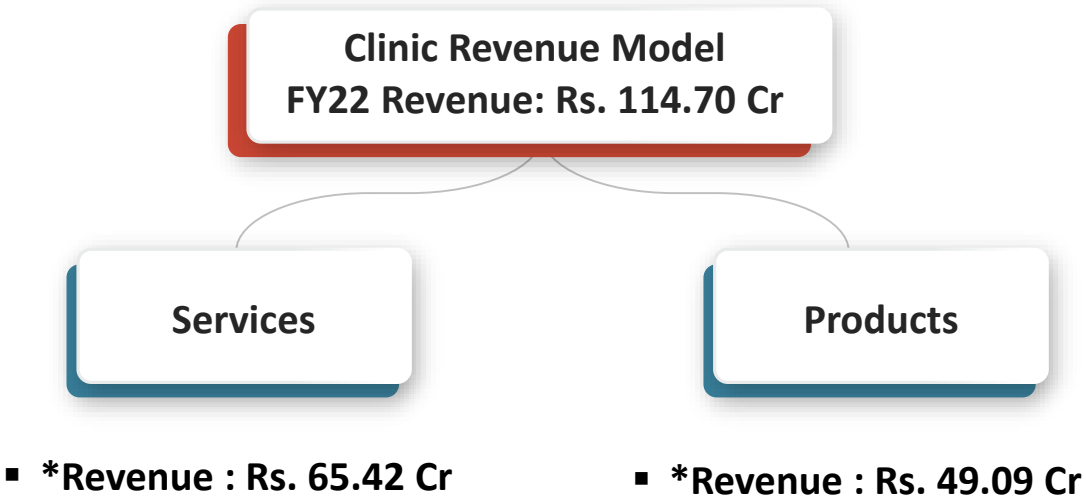 Clinic Revenue Model
FY22 Revenue: Rs. 114.70 Cr
Services
Products
▪ *Revenue : Rs. 65.42 Cr
▪ *Revenue : Rs. 49.09 Cr